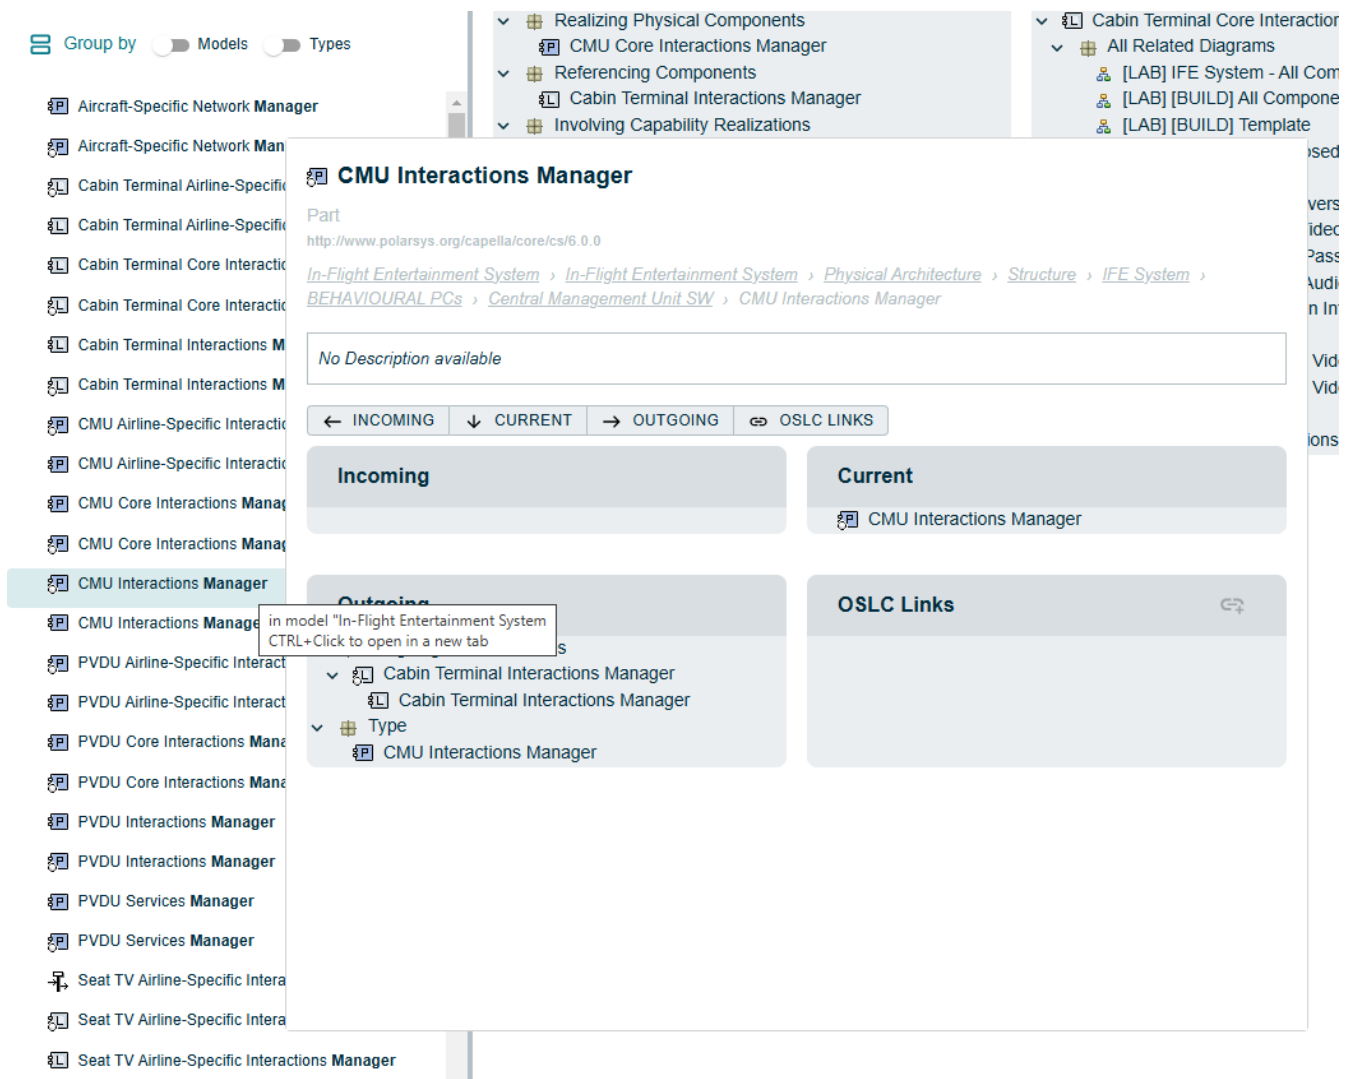 Group by Models Types
Aircraft-Specific Network Manager
Aircraft-Specific Network Man
Cabin Terminal Airline-Specific
Cabin Terminal Airline-Specific
Cabin Terminal Core Interactio
Cabin Terminal Core Interactio
Cabin Terminal Interactions M
Cabin Terminal Interactions M
CMU Airline-Specific Interactio
CMU Airline-Specific Interactio
CMU Core Interactions Manag
CMU Core Interactions Manag
CMU Interactions Manager
CMU Interactions Manage
PVDU Airline-Specific Interact
PVDU Airline-Specific Interact
PVDU Core Interactions Mana
PVDU Core Interactions Mana
PVDU Interactions Manager
PVDU Interactions Manager
PVDU Services Manager
PVDU Services Manager
Seat TV Airline-Specific Intera
Seat TV Airline-Specific Intera
Seat TV Airline-Specific Interactions Manager
Realizing Physical Components
CMU Core Interactions Manager
Referencing Components
Cabin Terminal Interactions Manager
Involving Capability Realizations
Cabin Terminal Core Interaction
All Related Diagrams
[LAB] IFE System - All Com
[LAB] [BUILD] All Compone
[LAB] [BUILD] Template
CMU Interactions Manager
Part
http://www.polarsys.org/capella/core/cs/6.0.0
In-Flight Entertainment System › In-Flight Entertainment System › Physical Architecture › Structure › IFE System ›
BEHAVIOURAL PCs › Central Management Unit SW › CMU Interactions Manager
No Description available
INCOMING CURRENT OUTGOING OSLC LINKS
Incoming
Current
CMU Interactions Manager
Outgoing
in model "In-Flight Entertainment System
CTRL+Click to open in a new tab
s
Cabin Terminal Interactions Manager
Cabin Terminal Interactions Manager
Type
CMU Interactions Manager
OSLC Links
osed
vers
ideo
Pass
Audi
n In
Vid
Vid
ions